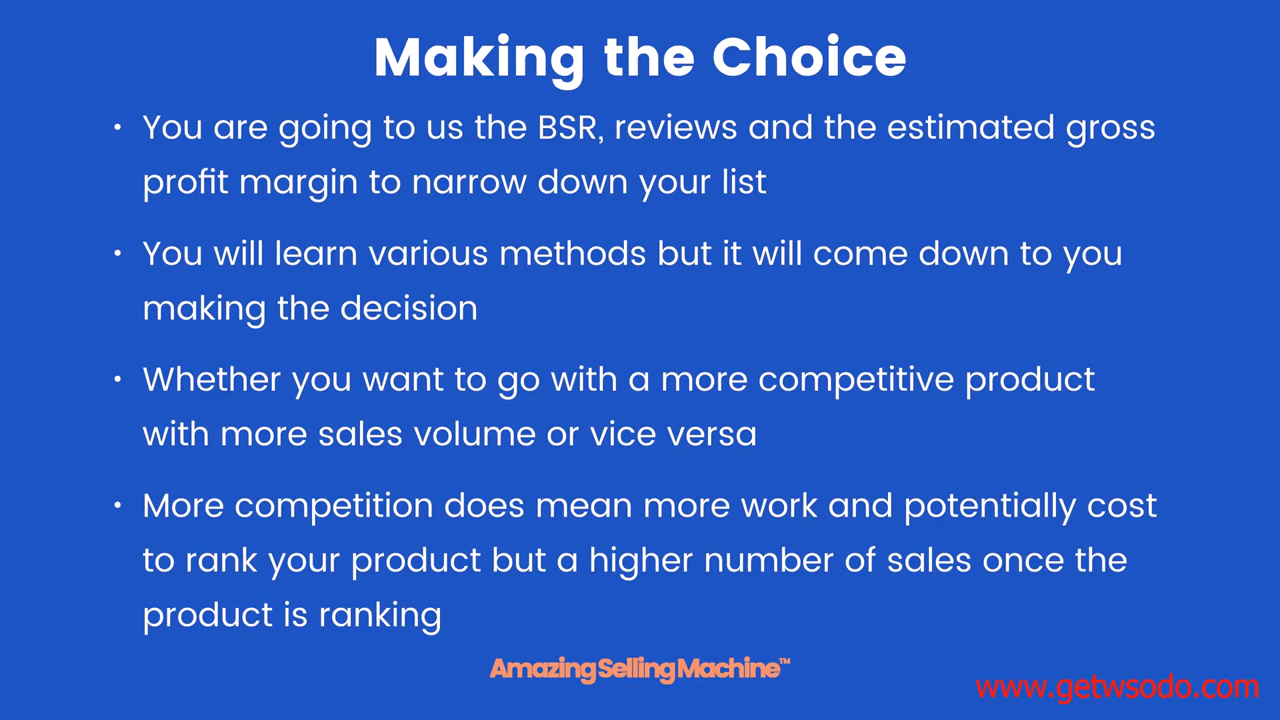 Making the Choice
• You are going to us the BSR, reviews and the estimated gross
profit margin to narrow down your list
• You will learn various methods but it will come down to you
making the decision
• Whether you want to go with a more competitive product
with more sales volume or vice versa
• More competition does mean more work and potentially cost
to rank your product but a higher number of sales once the
product is ranking
Amazing Selling Machine™
www.getwsodo.com